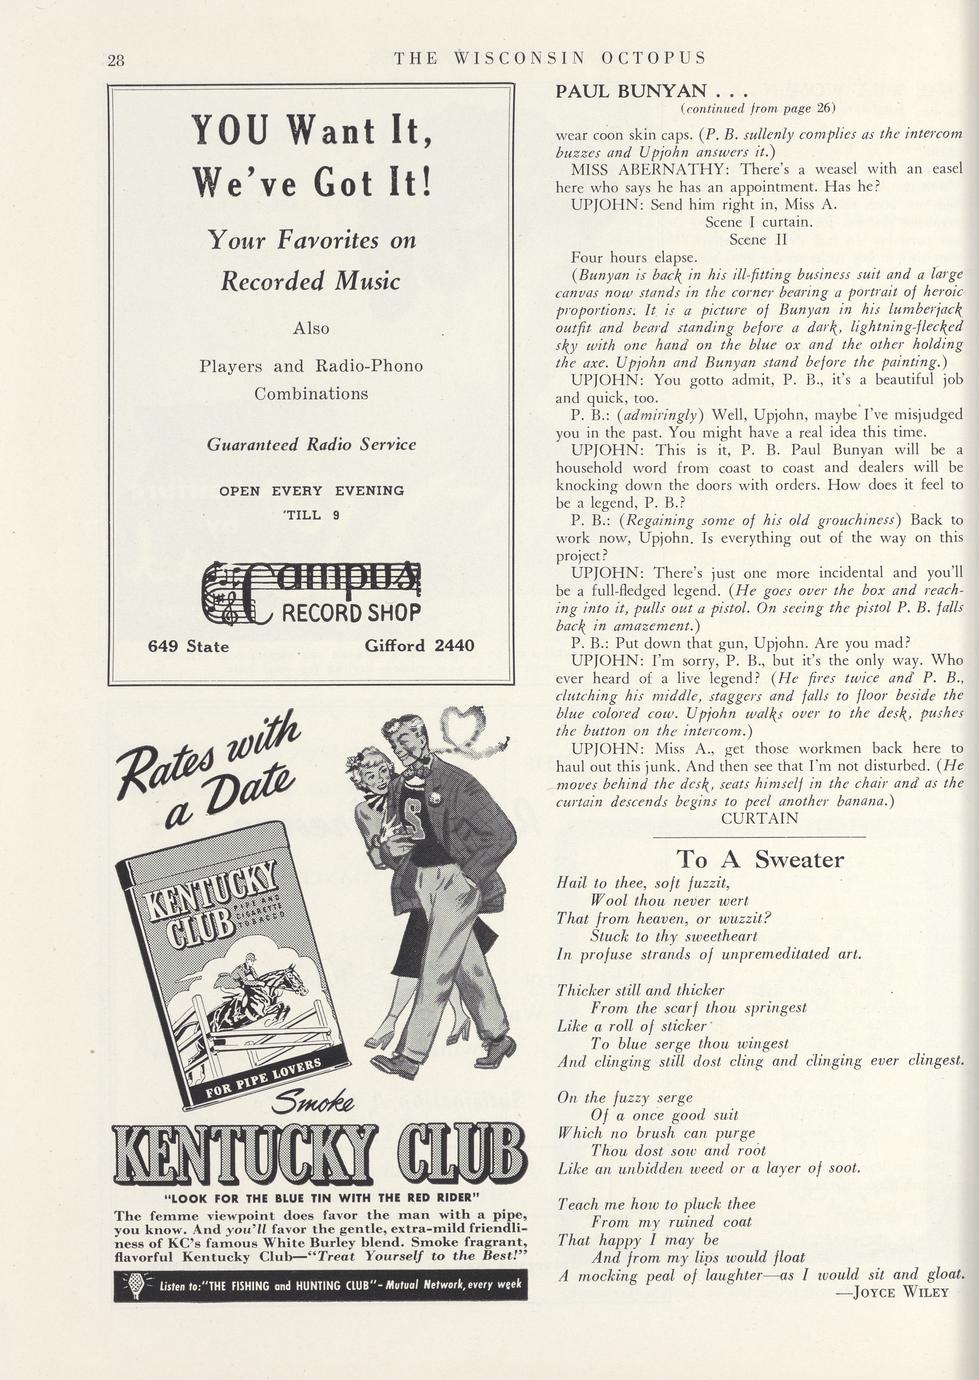 28
THE WISCONSIN OCTOPUS
YOU Want It,
We've Got It!
Your Favorites on
Recorded Music
Also
Players and Radio-Phono
Combinations
Guaranteed Radio Service
OPEN EVERY EVENING
'TILL 9
Campus
RECORD SHOP
649 State Gifford 2440
Rates with
a Date
S
KENTUCKY
CLUB
PIPE AND
CIGARETTE
TOBACCO
FOR PIPE LOVERS
Smoke
KENTUCKY CLUB
"LOOK FOR THE BLUE TIN WITH THE RED RIDER"
The femme viewpoint does favor the man with a pipe,
you know. And you'll favor the gentle, extra-mild friendli-
ness of KC's famous White Burley blend. Smoke fragrant,
flavorful Kentucky Club—"Treat Yourself to the Best!"
Listen to: "THE FISHING and HUNTING CLUB" - Mutual Network, every week
PAUL BUNYAN . . .
(continued from page 26)
wear coon skin caps. (P. B. sullenly complies as the intercom
buzzes and Upjohn answers it.)
MISS ABERNATHY: There's a weasel with an easel
here who says he has an appointment. Has he?
UPJOHN: Send him right in, Miss A.
Scene I curtain.
Scene II
Four hours elapse.
(Bunyan is back in his ill-fitting business suit and a large
canvas now stands in the corner bearing a portrait of heroic
proportions. It is a picture of Bunyan in his lumberjack
outfit and beard standing before a dark, lightning-flecked
sky with one hand on the blue ox and the other holding
the axe. Upjohn and Bunyan stand before the painting.)
UPJOHN: You gotto admit, P. B., it's a beautiful job
and quick, too.
P. B.: (admiringly) Well, Upjohn, maybe I've misjudged
you in the past. You might have a real idea this time.
UPJOHN: This is it, P. B. Paul Bunyan will be a
household word from coast to coast and dealers will be
knocking down the doors with orders. How does it feel to
be a legend, P. B.?
P. B.: (Regaining some of his old grouchiness) Back to
work now, Upjohn. Is everything out of the way on this
project?
UPJOHN: There's just one more incidental and you'll
be a full-fledged legend. (He goes over the box and reach-
ing into it, pulls out a pistol. On seeing the pistol P. B. falls
back in amazement.)
P. B.: Put down that gun, Upjohn. Are you mad?
UPJOHN: I'm sorry, P. B., but it's the only way. Who
ever heard of a live legend? (He fires twice and P. B.,
clutching his middle, staggers and falls to floor beside the
blue colored cow. Upjohn walks over to the desk, pushes
the button on the intercom.)
UPJOHN: Miss A., get those workmen back here to
haul out this junk. And then see that I'm not disturbed. (He
moves behind the desk, seats himself in the chair and as the
curtain descends begins to peel another banana.)
CURTAIN
To A Sweater
Hail to thee, soft fuzzit,
Wool thou never wert
That from heaven, or wuzzit?
Stuck to thy sweetheart
In profuse strands of unpremeditated art.
Thicker still and thicker
From the scarf thou springest
Like a roll of sticker
To blue serge thou wingest
And clinging still dost cling and clinging ever clingest.
On the fuzzy serge
Of a once good suit
Which no brush can purge
Thou dost sow and root
Like an unbidden weed or a layer of soot.
Teach me how to pluck thee
From my ruined coat
That happy I may be
And from my lips would float
A mocking peal of laughter—as I would sit and gloat.
—JOYCE WILEY